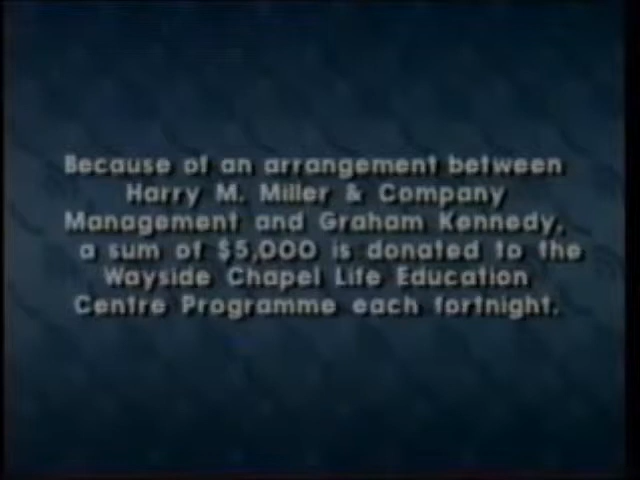 Because of an arrangement between
Harry M. Miller & Company
Management and Graham Kennedy,
a sum of $5,000 is donated to the
Wayside Chapel Life Education
Centre Programme each fortnight.